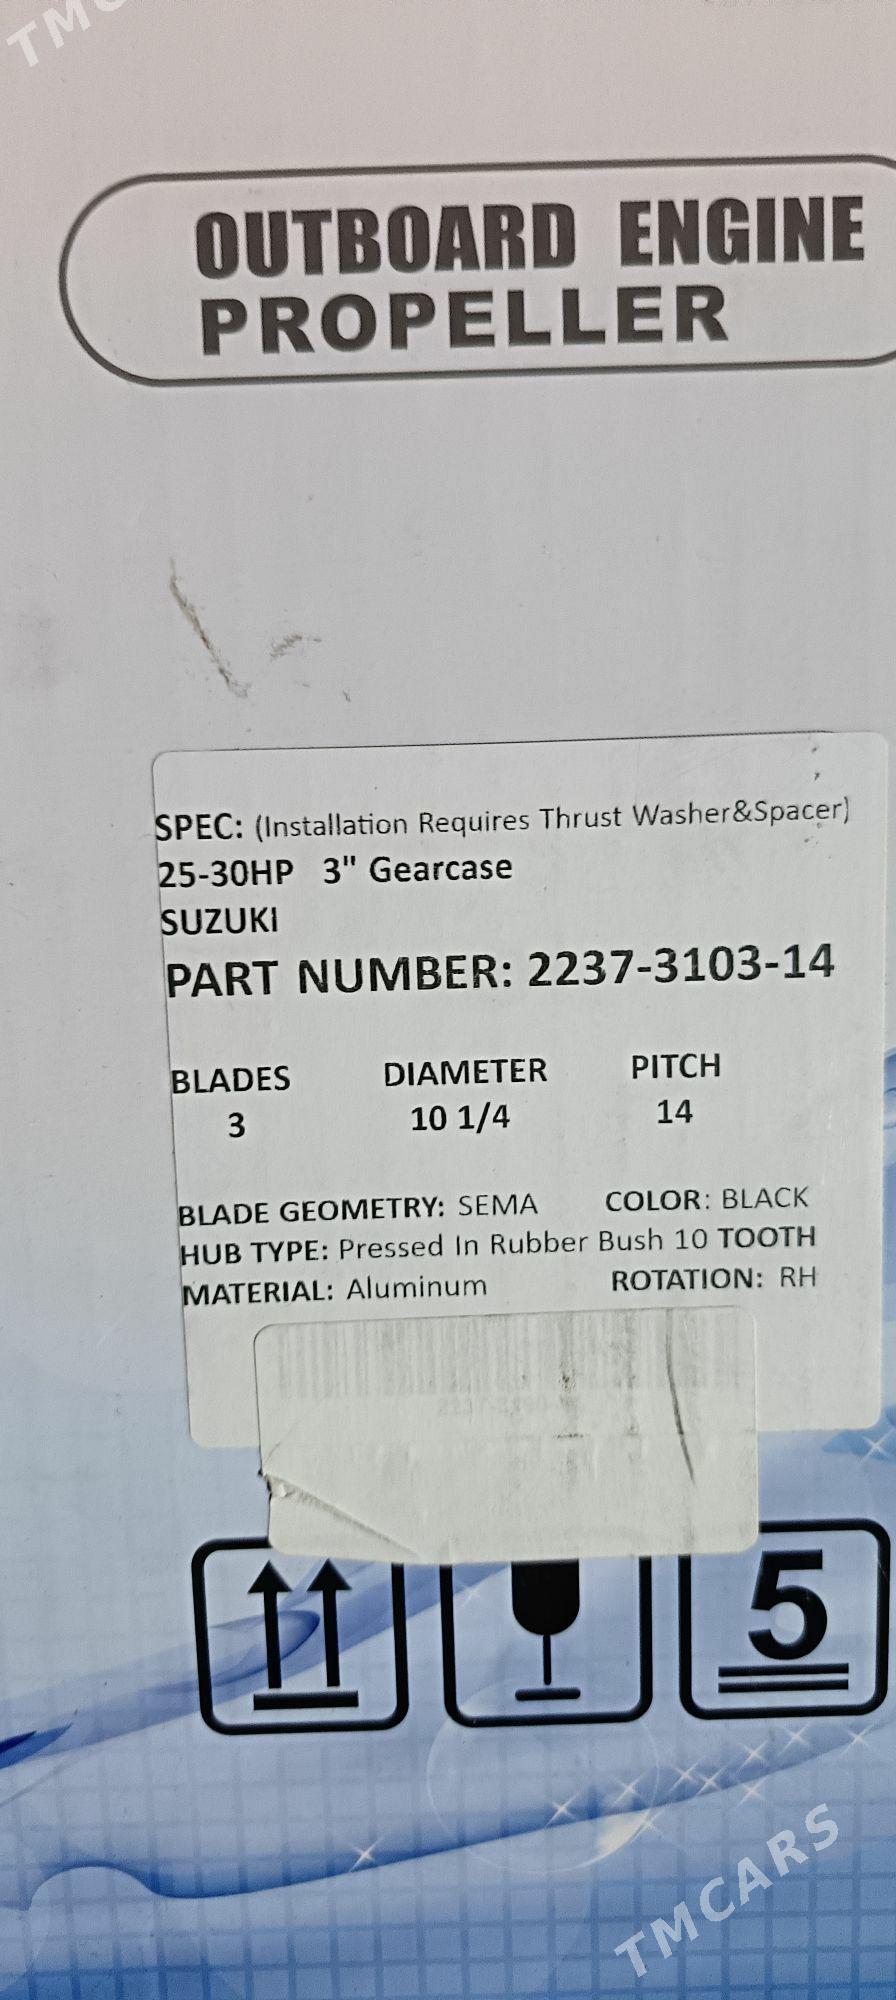 OUTBOARD ENGINE
PROPELLER
SPEC: (Installation Requires Thrust Washer&Spacer)
25-30HP 3" Gearcase
SUZUKI
PART NUMBER: 2237-3103-14
BLADES DIAMETER PITCH
3 10 1/4 14
BLADE GEOMETRY: SEMA COLOR: BLACK
HUB TYPE: Pressed In Rubber Bush 10 TOOTH
MATERIAL: Aluminum ROTATION: RH
5
TMCARS